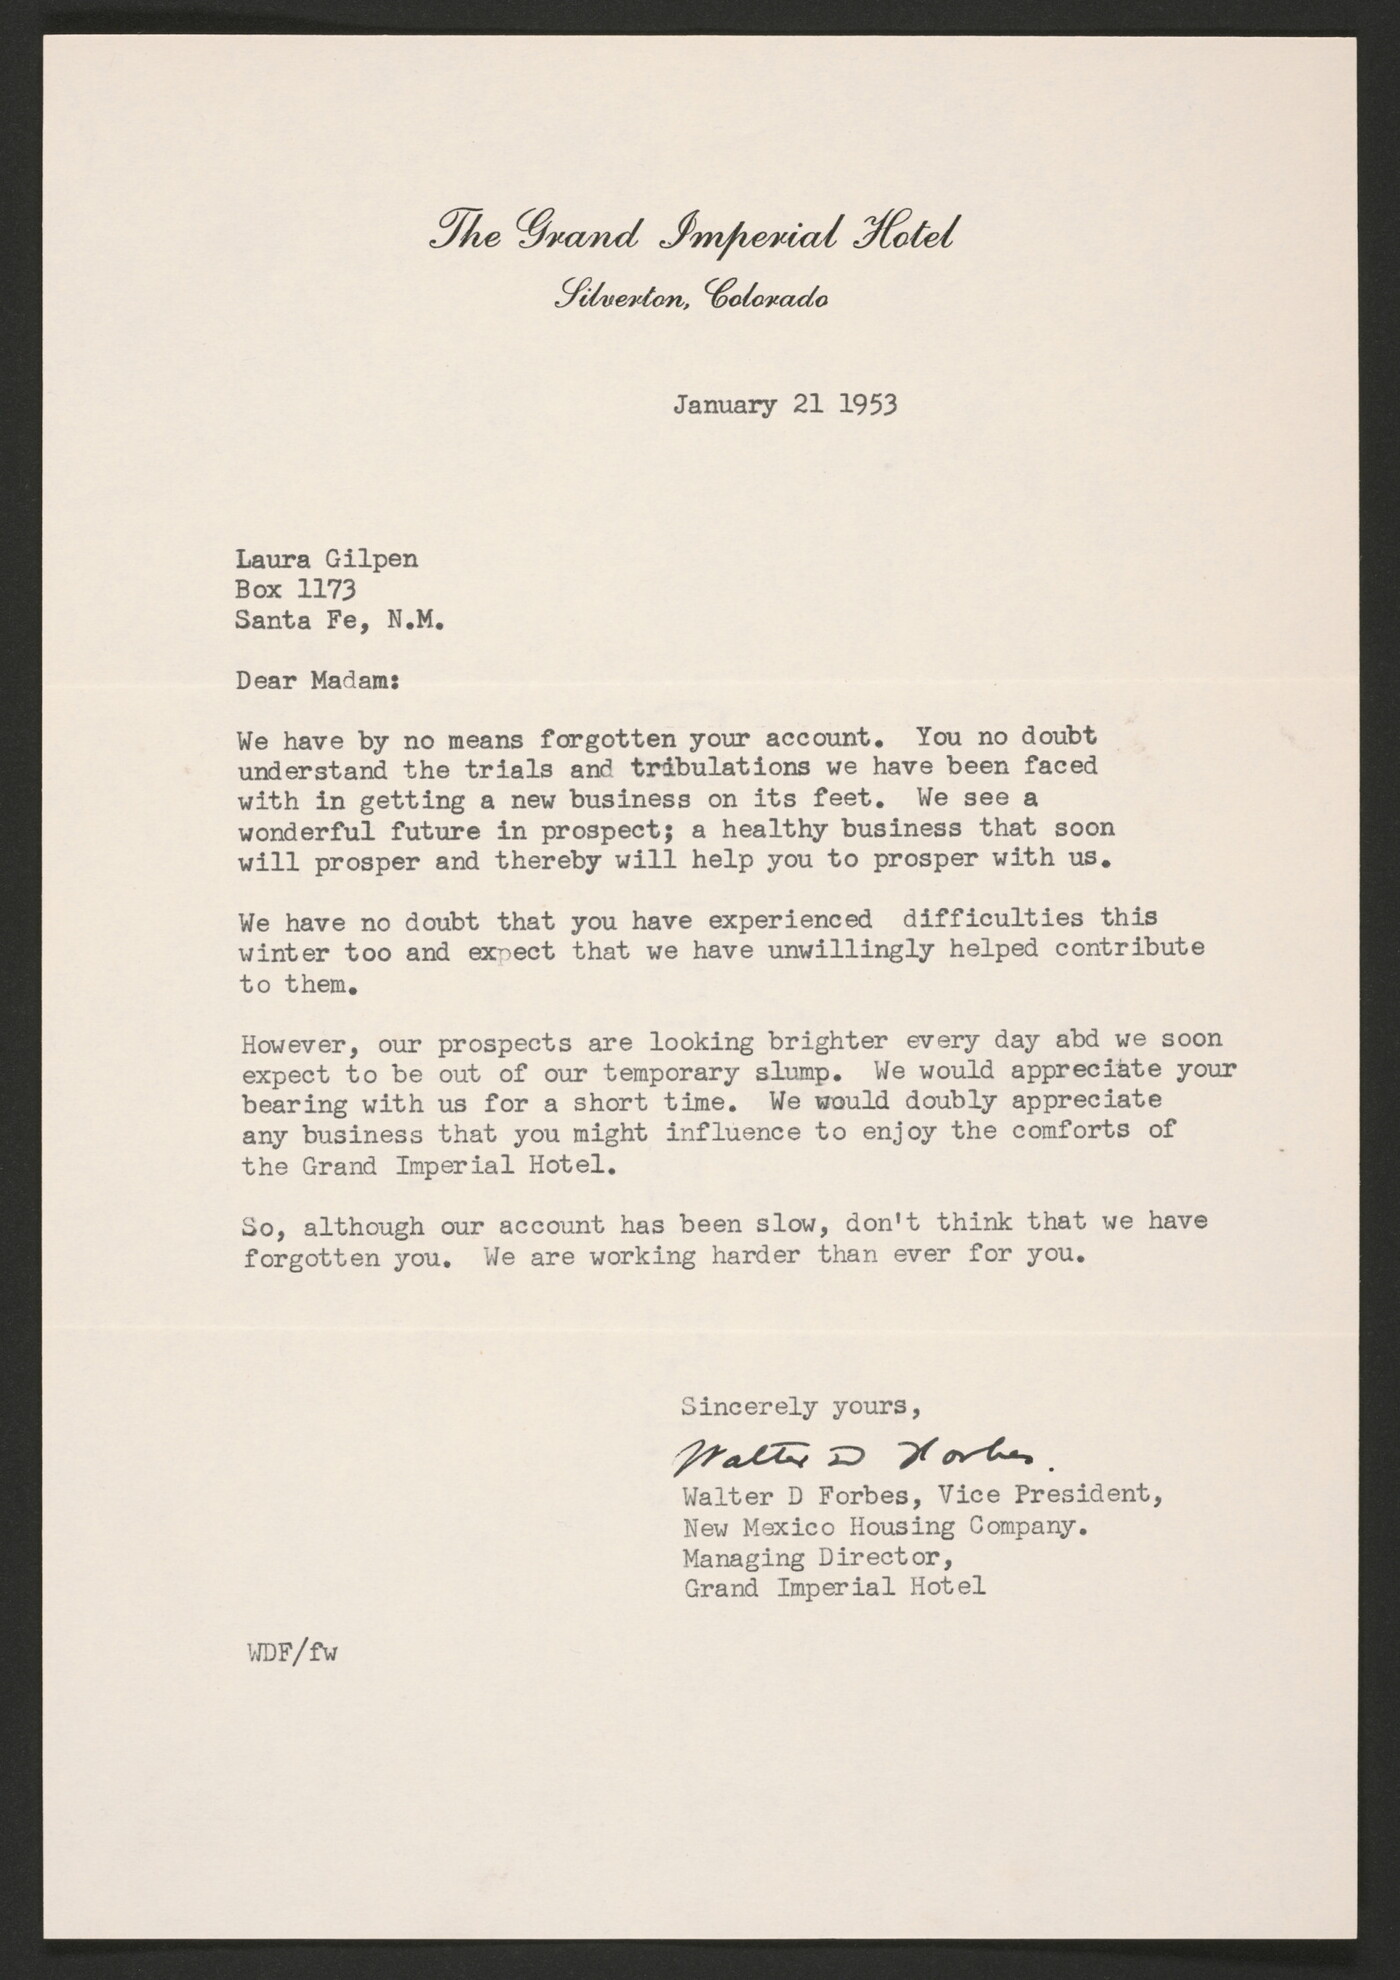 The Grand Imperial Hotel
Silverton, Colorado
January 21 1953
Laura Gilpen
Box 1173
Santa Fe, N.M.
Dear Madam:
We have by no means forgotten your account.  You no doubt
understand the trials and tribulations we have been faced
with in getting a new business on its feet.  We see a
wonderful future in prospect; a healthy business that soon
will prosper and thereby will help you to prosper with us.
We have no doubt that you have experienced  difficulties this
winter too and expect that we have unwillingly helped contribute
to them.
However, our prospects are looking brighter every day abd we soon
expect to be out of our temporary slump.  We would appreciate your
bearing with us for a short time.  We would doubly appreciate
any business that you might influence to enjoy the comforts of
the Grand Imperial Hotel.
So, although our account has been slow, don't think that we have
forgotten you.  We are working harder than ever for you.
Sincerely yours,
Walter D Forbes.
Walter D Forbes, Vice President,
New Mexico Housing Company.
Managing Director,
Grand Imperial Hotel
WDF/fw